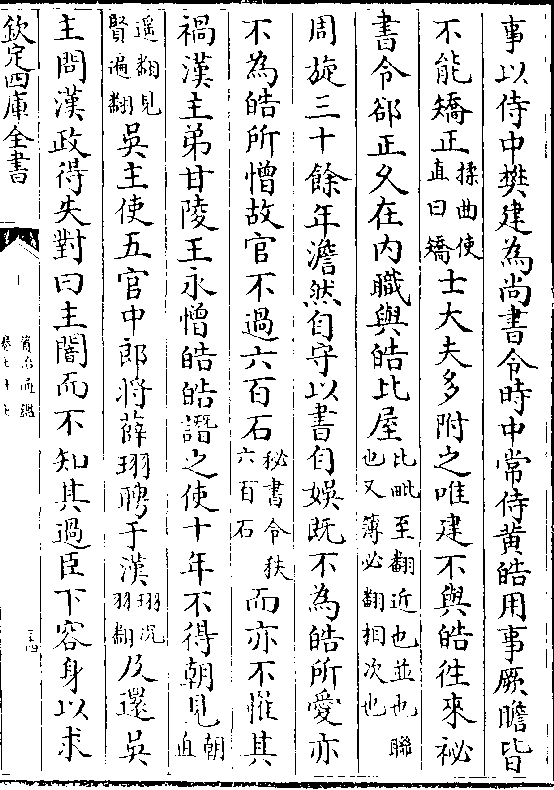 事以侍中樊建為尚書令時中常侍黄皓用事厥瞻皆
不能矯正揉曲使直曰矯士大夫多附之唯建不與皓往來祕
書令郤正久在内職與皓比屋比毗至翻近也並也聯也又簿必翻相次也
周旋三十餘年澹然自守以書自娱既不為皓所愛亦
不為皓所憎故官不過六百石秘書令秩六百石而亦不惟其
禍漢主弟甘陵王永憎皓皓譖之使十年不得朝見朝直
遥翻見賢遍翻吳主使五官中郎將薛珝聘于漢珝况羽翻及還吳
主問漢政得失對曰主闇而不知其過臣下容身以求
欽定四庫全書
資治通鑑
卷七十七
三四